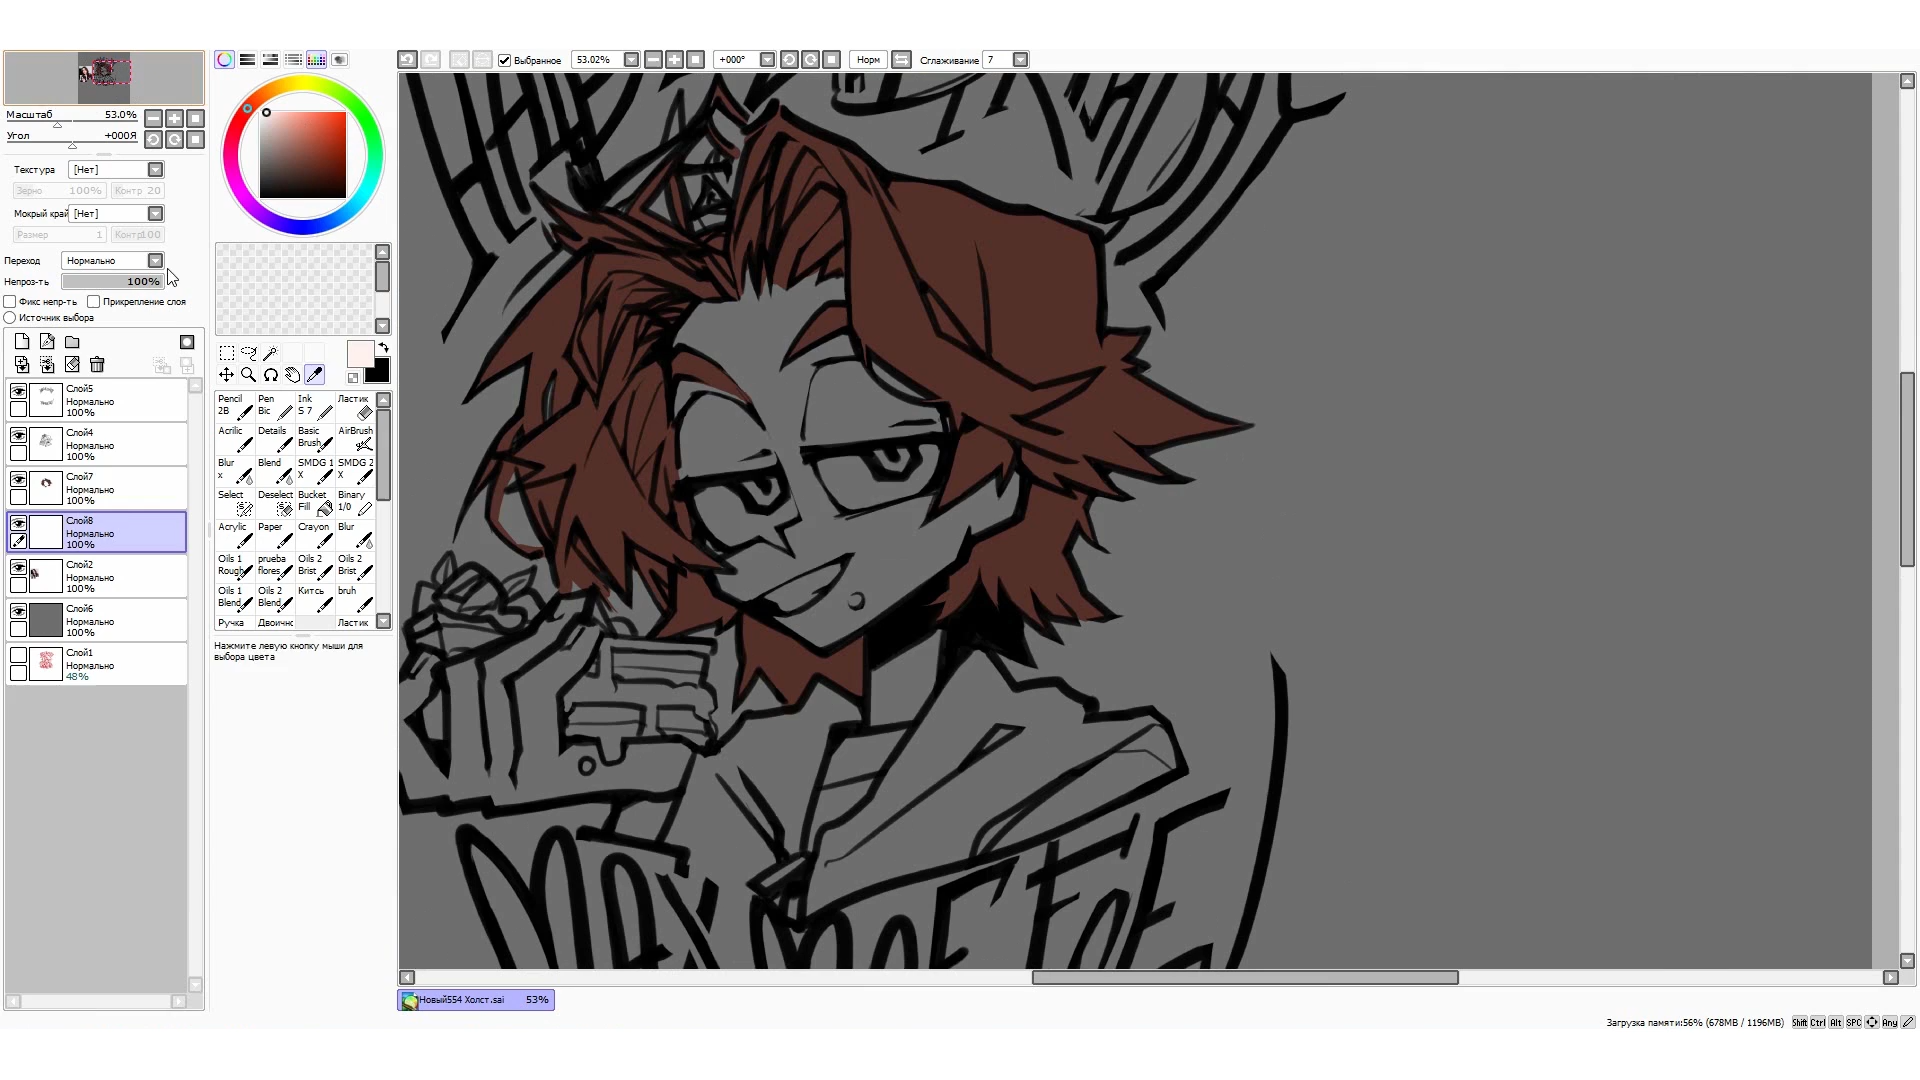 Выбранное 53.02% +000° Норм Сглаживание 7
Масштаб 53.0%
Угол +000Я
Текстура [Нет]
Зерно 100% Контр 20
Мокрый край [Нет]
Размер 1 Контр 100
Переход Нормально
Непроз-ть 100%
Фикс непр-ть Прикрепление слоя
Источник выбора
Слой5
Нормально
100%
Слой4
Нормально
100%
Слой7
Нормально
100%
Слой8
Нормально
100%
Слой2
Нормально
100%
Слой6
Нормально
100%
Слой1
Нормально
48%
Pencil 2B
Pen Bic
Ink S 7
Ластик
Acrilic
Details
Basic Brush
AirBrush
Blur x
Blend
SMDG 1 X
SMDG 2 X
Select
Deselect
Bucket Fill
Binary 1/0
Acrylic
Paper
Crayon
Blur
Oils 1 Rough
prueba flores
Oils 2 Brist
Oils 2 Brist
Oils 1 Blend
Oils 2 Blend
Китсь
bruh
Ручка
Двоичнс
Ластик
Нажмите левую кнопку мыши для
выбора цвета
Новый554 Холст.sai 53%
Загрузка памяти:56% (678MB / 1196MB) Shift Ctrl Alt SPC Any